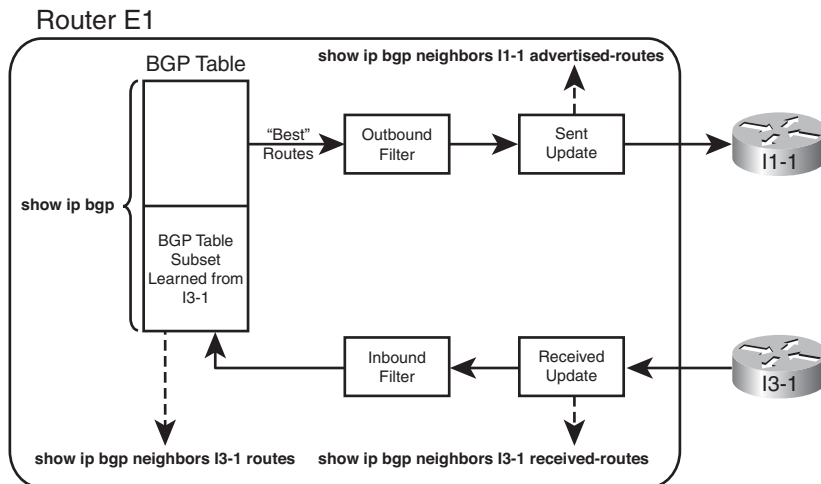 Router E1
BGP Table
show ip bgp neighbors I1-1 advertised-routes
"Best"
Routes
Outbound
Filter
Sent
Update
I1-1
show ip bgp
BGP Table
Subset
Learned from
I3-1
Inbound
Filter
Received
Update
I3-1
show ip bgp neighbors I3-1 routes
show ip bgp neighbors I3-1 received-routes